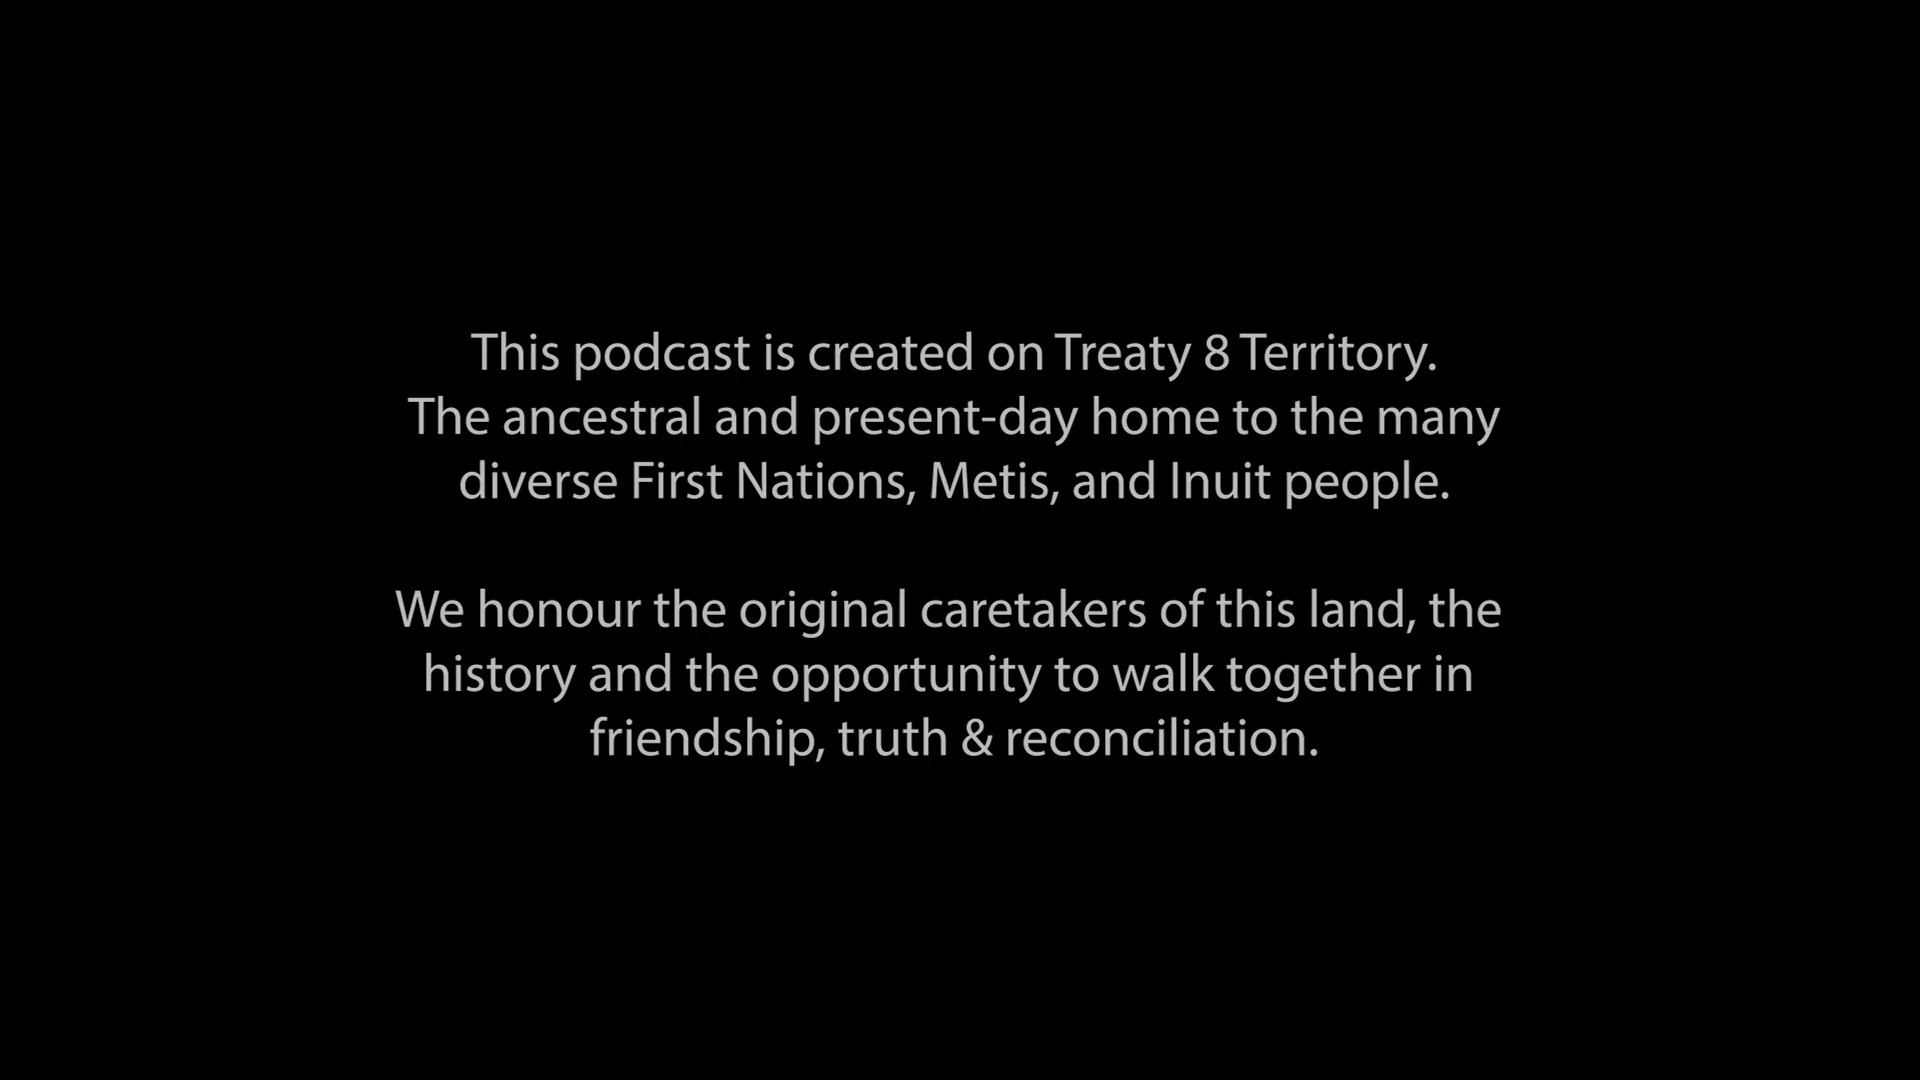 This podcast is created on Treaty 8 Territory.
The ancestral and present-day home to the many
diverse First Nations, Metis, and Inuit people.
We honour the original caretakers of this land, the
history and the opportunity to walk together in
friendship, truth & reconciliation.